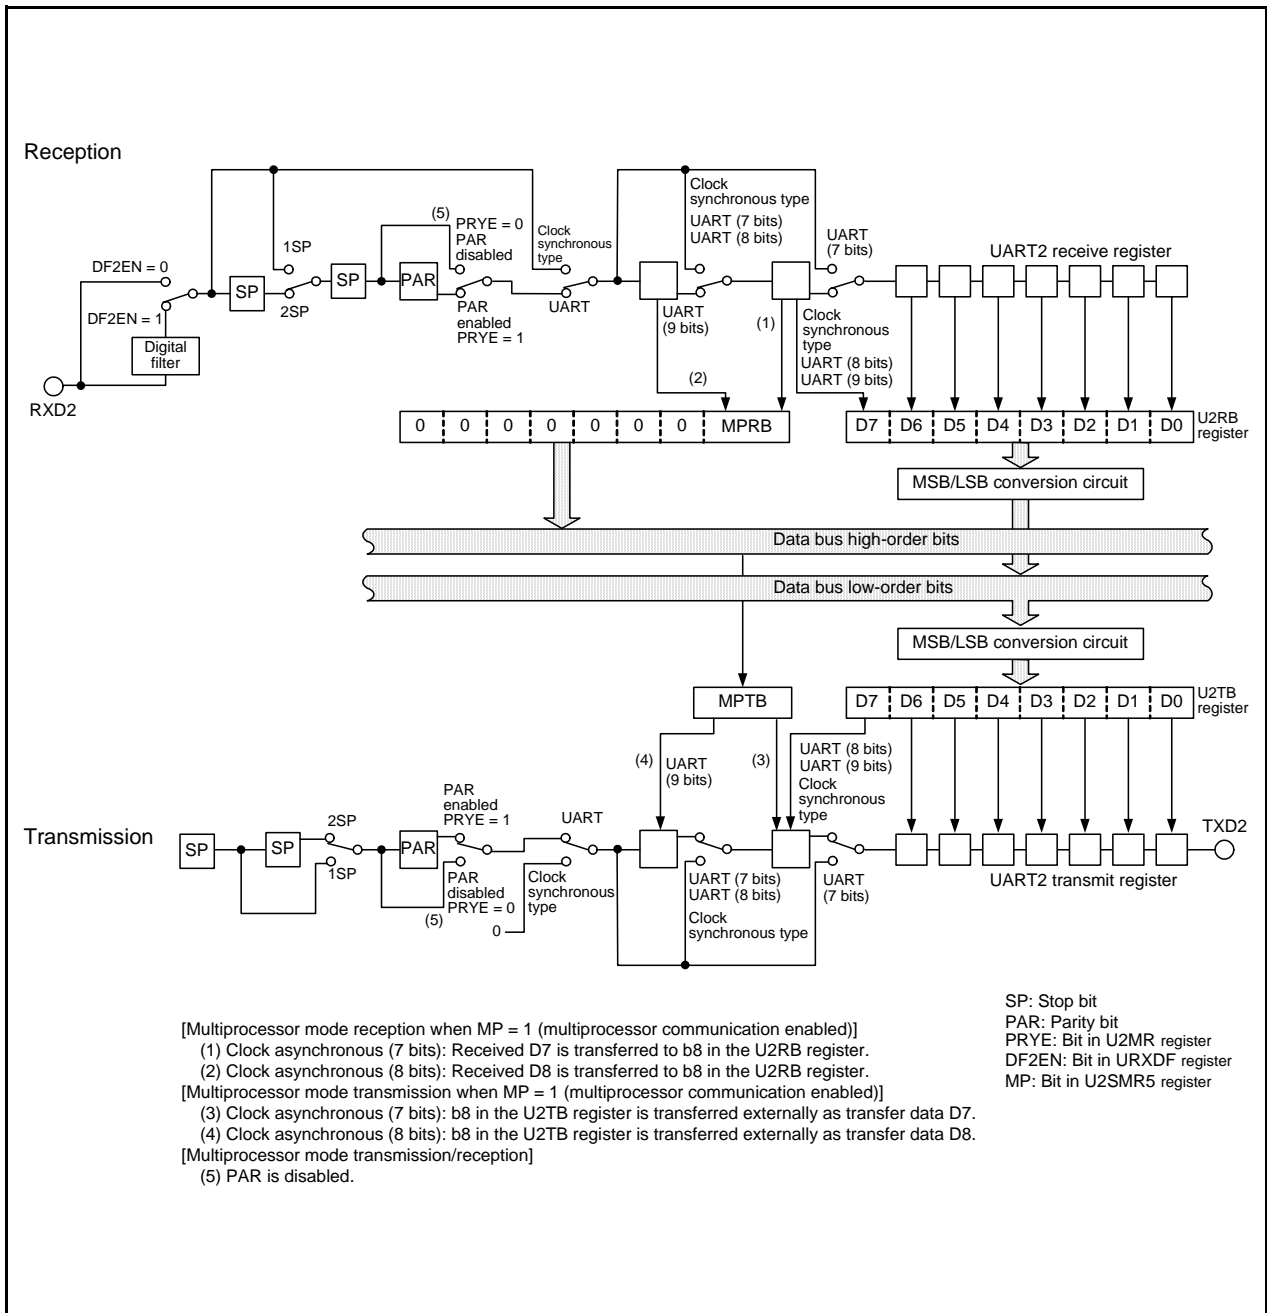 Reception
DF2EN = 0
DF2EN = 1
Digital
filter
RXD2
SP
1SP
2SP
SP
(5)
PRYE = 0
PAR
disabled
PAR
PAR
enabled
PRYE = 1
Clock
synchronous
type
UART
Clock
synchronous type
UART (7 bits)
UART (8 bits)
UART
(9 bits)
(2)
(1)
UART
(7 bits)
Clock
synchronous
type
UART (8 bits)
UART (9 bits)
UART2 receive register
0 0 0 0 0 0 0 MPRB
D7 D6 D5 D4 D3 D2 D1 D0
U2RB
register
MSB/LSB conversion circuit
Data bus high-order bits
Data bus low-order bits
MSB/LSB conversion circuit
MPTB
D7 D6 D5 D4 D3 D2 D1 D0
U2TB
register
(4)
UART
(9 bits)
(3)
UART (8 bits)
UART (9 bits)
Clock
synchronous
type
Transmission
SP
SP
2SP
1SP
PAR
PAR
enabled
PRYE = 1
PAR
disabled
PRYE = 0
(5)
UART
Clock
synchronous
type
0
UART (7 bits)
UART (8 bits)
Clock
synchronous type
UART
(7 bits)
TXD2
UART2 transmit register
SP: Stop bit
PAR: Parity bit
PRYE: Bit in U2MR register
DF2EN: Bit in URXDF register
MP: Bit in U2SMR5 register
[Multiprocessor mode reception when MP = 1 (multiprocessor communication enabled)]
(1) Clock asynchronous (7 bits): Received D7 is transferred to b8 in the U2RB register.
(2) Clock asynchronous (8 bits): Received D8 is transferred to b8 in the U2RB register.
[Multiprocessor mode transmission when MP = 1 (multiprocessor communication enabled)]
(3) Clock asynchronous (7 bits): b8 in the U2TB register is transferred externally as transfer data D7.
(4) Clock asynchronous (8 bits): b8 in the U2TB register is transferred externally as transfer data D8.
[Multiprocessor mode transmission/reception]
(5) PAR is disabled.